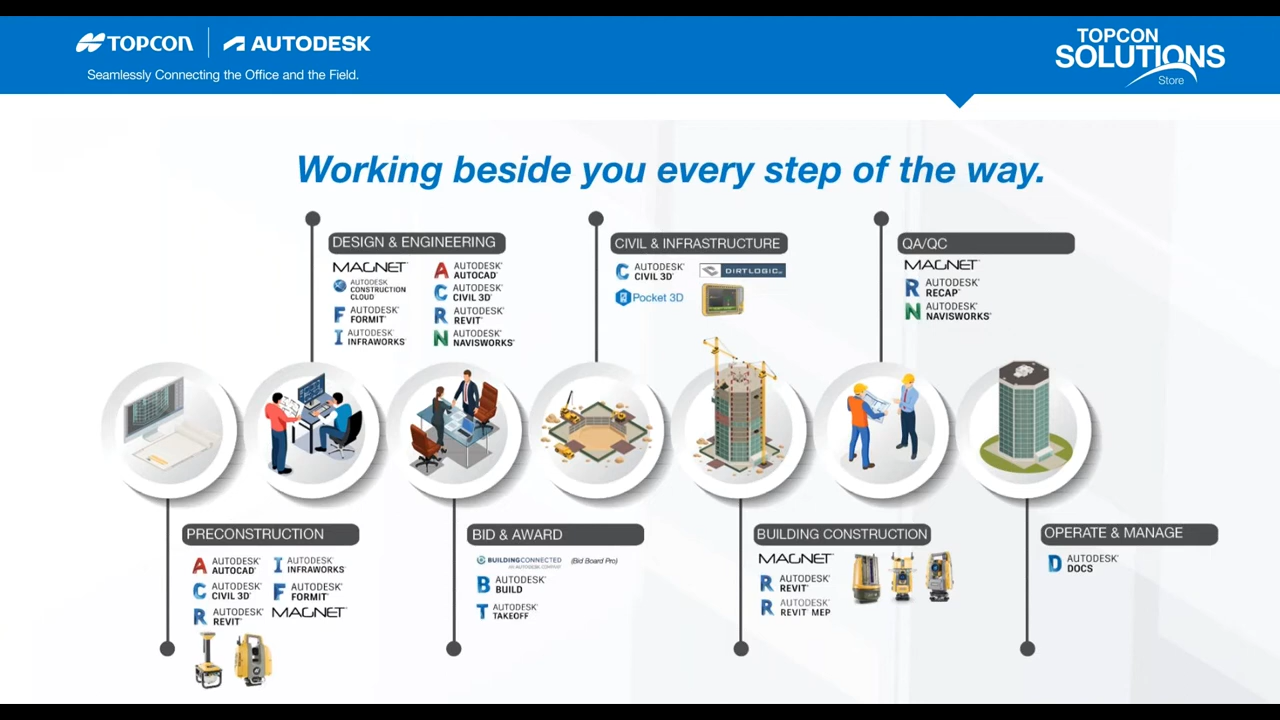 TOPCON
AUTODESK
Seamlessly Connecting the Office and the Field.
TOPCON
SOLUTIONS
Store
Working beside you every step of the way.
DESIGN & ENGINEERING
MAGNET
AUTODESK
CONSTRUCTION
CLOUD
AUTODESK
FORMIT
AUTODESK
INFRAWORKS
AUTODESK
AUTOCAD
AUTODESK
CIVIL 3D
AUTODESK
REVIT
AUTODESK
NAVISWORKS
CIVIL & INFRASTRUCTURE
AUTODESK
CIVIL 3D
DIRTLOGIC
Pocket 3D
QA/QC
MAGNET
AUTODESK
RECAP
AUTODESK
NAVISWORKS
PRECONSTRUCTION
AUTODESK
AUTOCAD
AUTODESK
CIVIL 3D
AUTODESK
REVIT
AUTODESK
INFRAWORKS
AUTODESK
FORMIT
MAGNET
BID & AWARD
BUILDINGCONNECTED
AN AUTODESK COMPANY
(Bid Board Pro)
AUTODESK
BUILD
AUTODESK
TAKEOFF
BUILDING CONSTRUCTION
MAGNET
AUTODESK
REVIT
AUTODESK
REVIT MEP
OPERATE & MANAGE
AUTODESK
DOCS